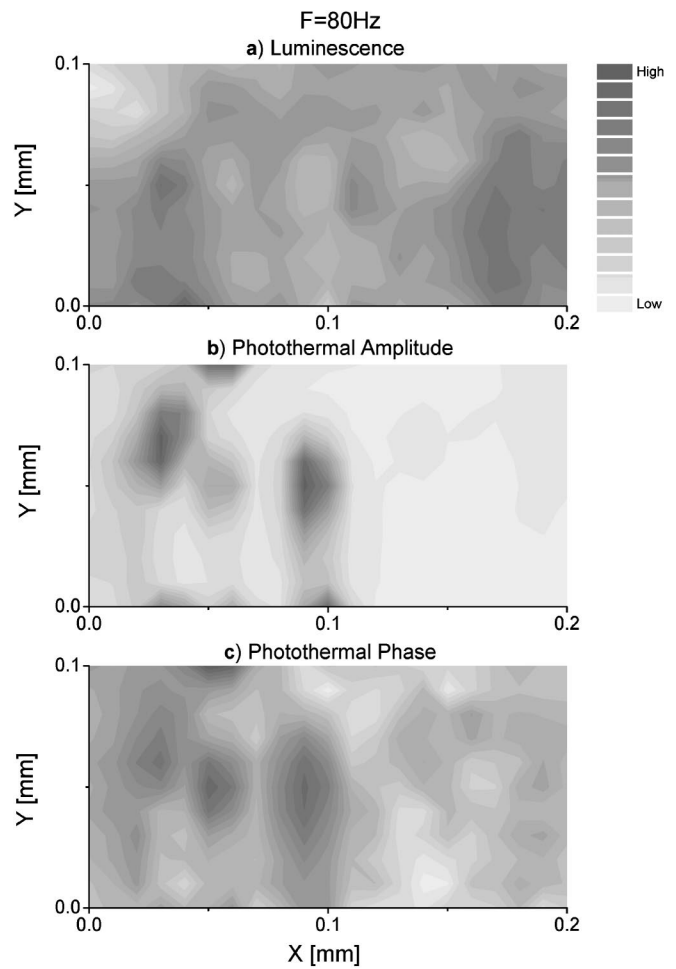 F=80Hz
a) Luminescence
0.1
Y [mm]
0.0
0.0 0.1 0.2
High
Low
b) Photothermal Amplitude
0.1
Y [mm]
0.0
0.0 0.1 0.2
c) Photothermal Phase
0.1
Y [mm]
0.0
0.0 0.1 0.2
X [mm]